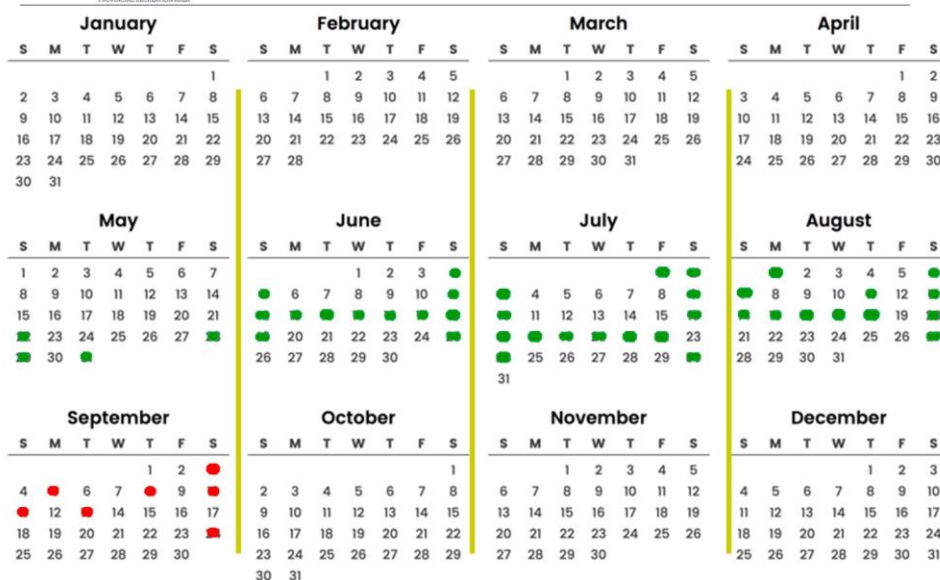 January
S M T W T F S
1
2 3 4 5 6 7 8
9 10 11 12 13 14 15
16 17 18 19 20 21 22
23 24 25 26 27 28 29
30 31
February
S M T W T F S
1 2 3 4 5
6 7 8 9 10 11 12
13 14 15 16 17 18 19
20 21 22 23 24 25 26
27 28
March
S M T W T F S
1 2 3 4 5
6 7 8 9 10 11 12
13 14 15 16 17 18 19
20 21 22 23 24 25 26
27 28 29 30 31
April
S M T W T F S
1 2
3 4 5 6 7 8 9
10 11 12 13 14 15 16
17 18 19 20 21 22 23
24 25 26 27 28 29 30
May
S M T W T F S
1 2 3 4 5 6 7
8 9 10 11 12 13 14
15 16 17 18 19 20 21
23 24 25 26 27
30
June
S M T W T F S
1 2 3
6 7 8 9 10
20 21 22 23 24
26 27 28 29 30
July
S M T W T F S
4 5 6 7 8
11 12 13 14 15
23
25 26 27 28 29
31
August
S M T W T F S
2 3 4 5
8 9 10 12
19
21 22 23 24 25 26
28 29 30 31
September
S M T W T F S
1 2
4 6 7 9
12 14 15 16 17
18 19 20 21 22 23
25 26 27 28 29 30
October
S M T W T F S
1
2 3 4 5 6 7 8
9 10 11 12 13 14 15
16 17 18 19 20 21 22
23 24 25 26 27 28 29
30 31
November
S M T W T F S
1 2 3 4 5
6 7 8 9 10 11 12
13 14 15 16 17 18 19
20 21 22 23 24 25 26
27 28 29 30
December
S M T W T F S
1 2 3
4 5 6 7 8 9 10
11 12 13 14 15 16 17
18 19 20 21 22 23 24
25 26 27 28 29 30 31